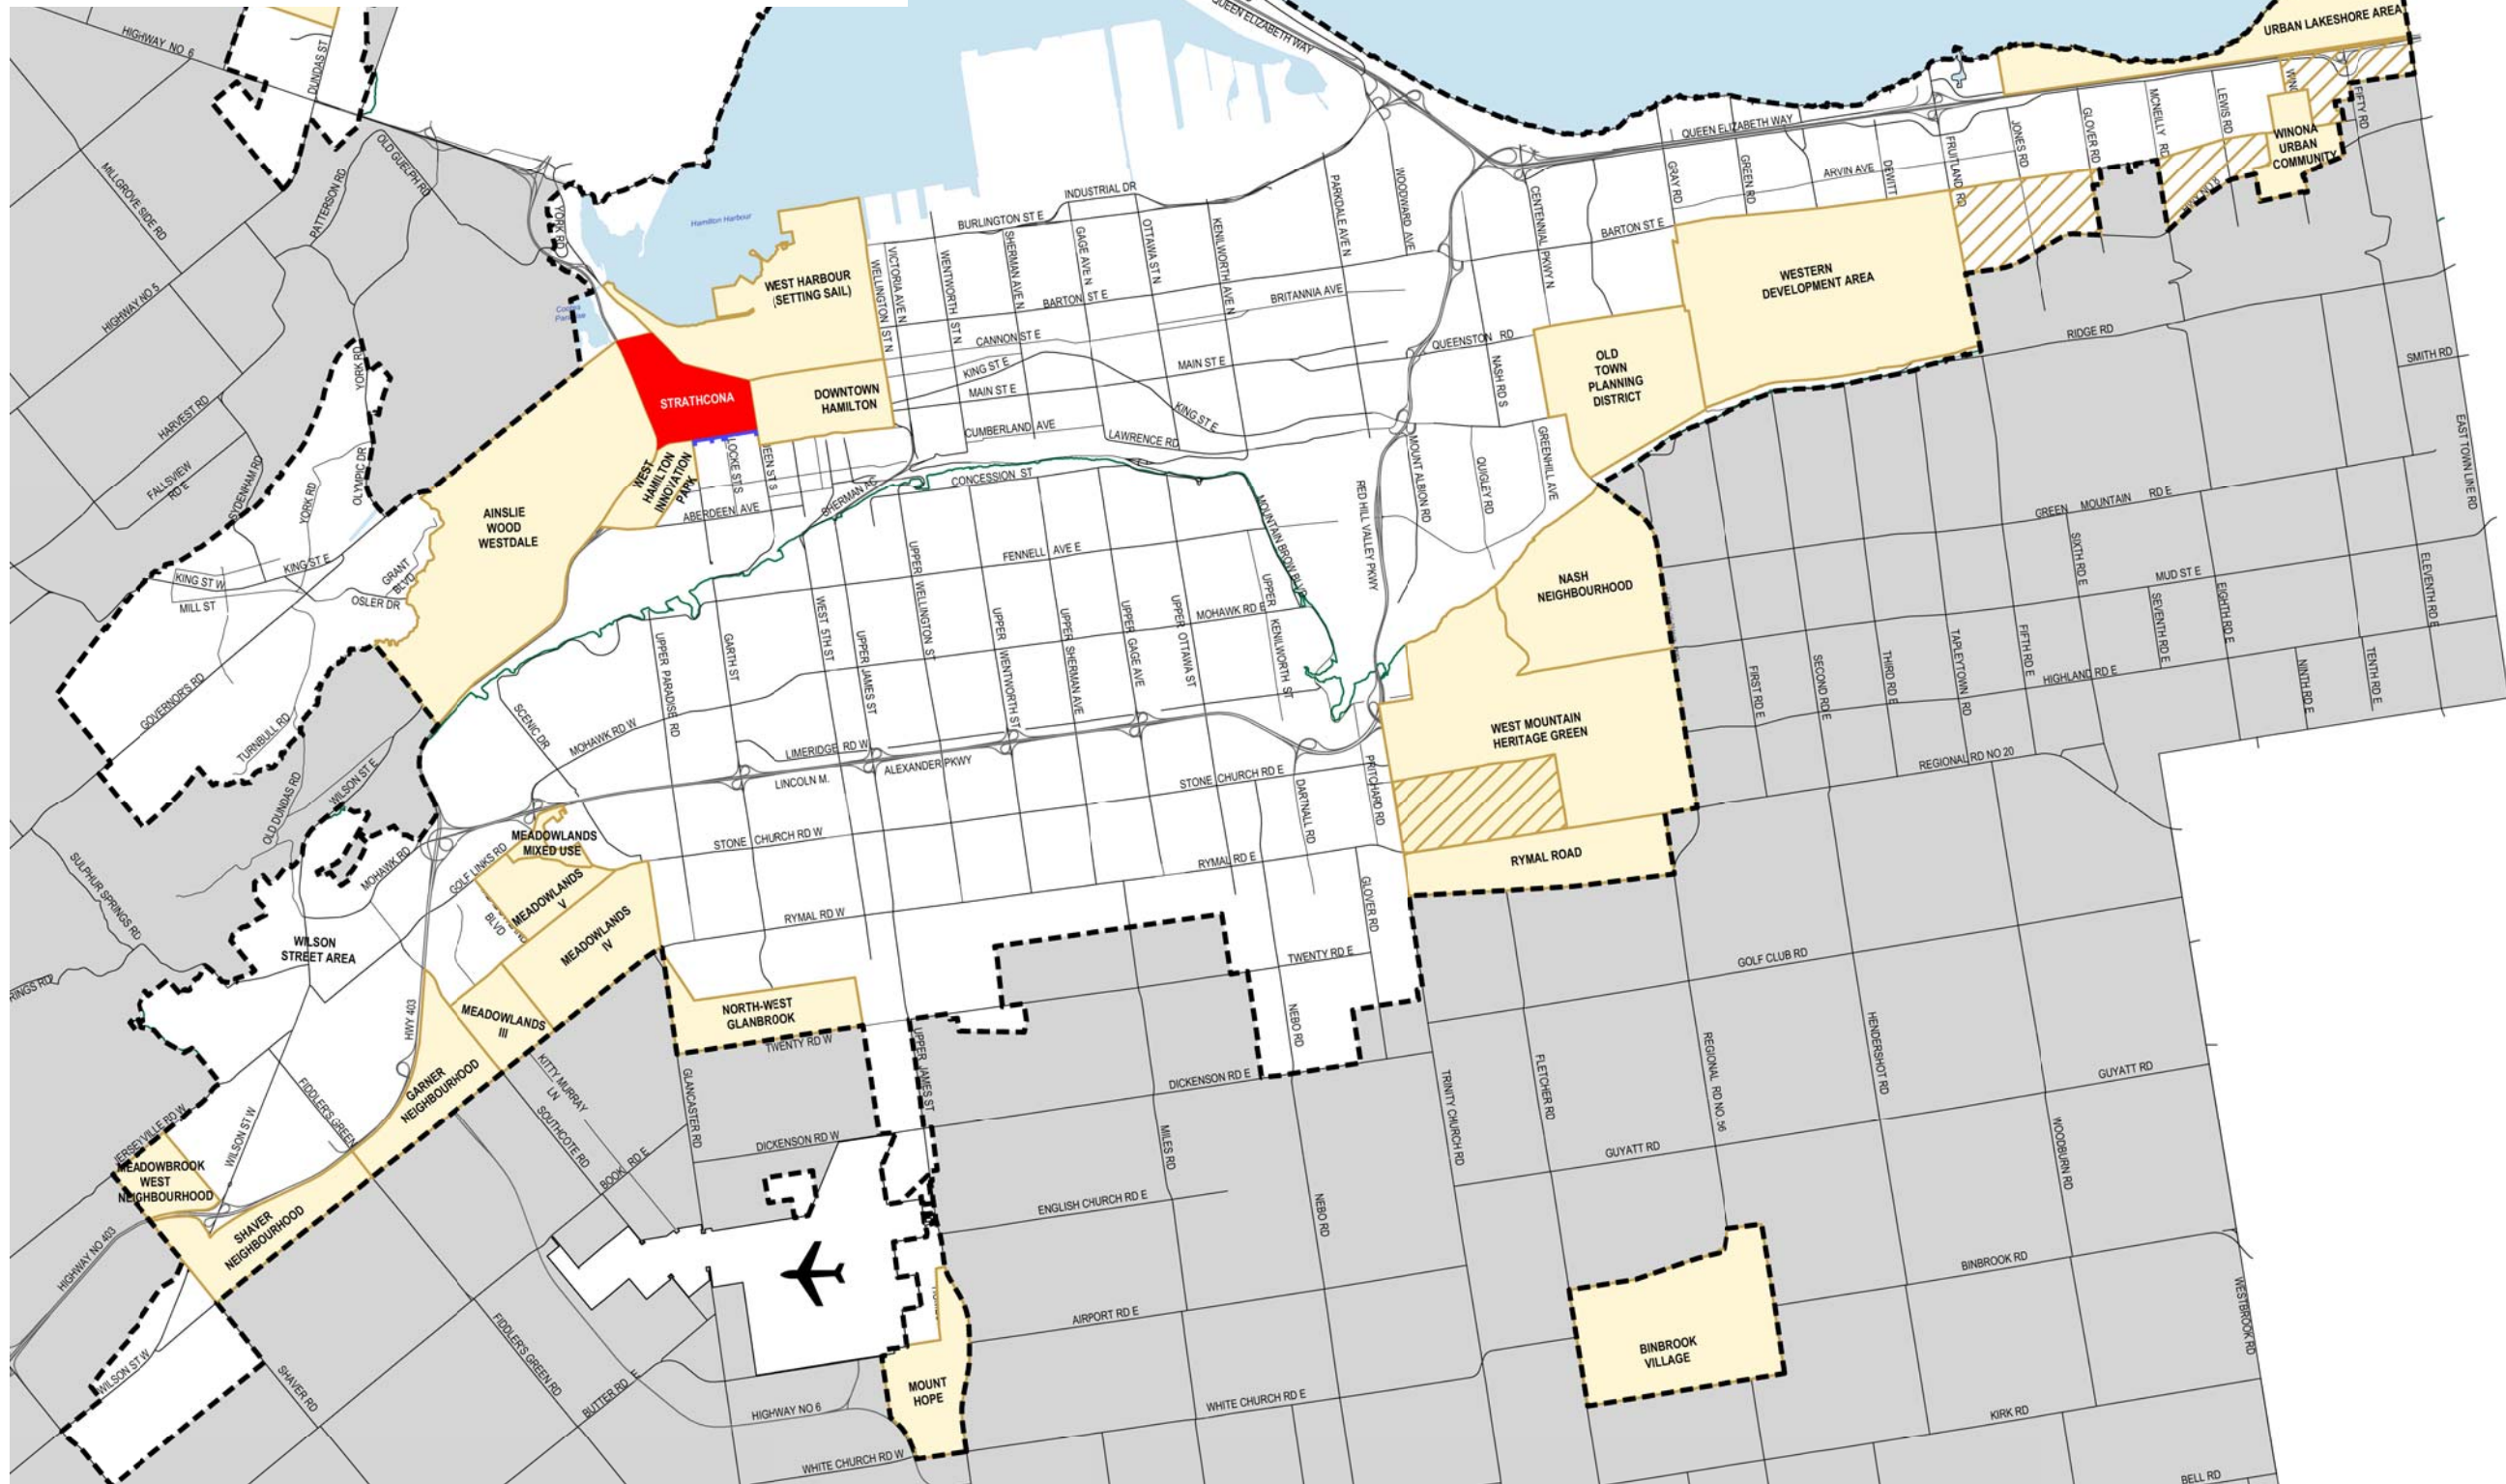 HIGHWAY NO 6
DUNDAS ST
QUEEN ELIZABETH WAY
URBAN LAKESHORE AREA
MILLGROVE SIDE RD
PATTERSON RD
OLD GUELPH RD
YORK RD
Hamilton Harbour
INDUSTRIAL DR
BURLINGTON ST E
SHERMAN AVE N
GAGE AVE N
OTTAWA ST N
KENILWORTH AVE N
PARKDALE AVE N
WOODWARD AVE
CENTENNIAL PKWY N
BARTON ST E
GRAY RD
GREEN RD
QUEEN ELIZABETH WAY
ARVIN AVE
DEWITT
FRUITLAND RD
JONES RD
GLOVER RD
MCNEILLY RD
LEWIS RD
FIFTY RD
WINONA
URBAN
COMMUNITY
HIGHWAY NO 5
WEST HARBOUR
(SETTING SAIL)
WELLINGTON ST N
VICTORIA AVE N
WENTWORTH ST N
BARTON ST E
BRITANNIA AVE
CANNON ST E
KING ST E
MAIN ST E
MAIN ST E
KING ST E
QUEENSTON RD
NASH RD S
WESTERN
DEVELOPMENT AREA
OLD
TOWN
PLANNING
DISTRICT
RIDGE RD
SMITH RD
EAST TOWN LINE RD
STRATHCONA
DOWNTOWN
HAMILTON
CUMBERLAND AVE
LAWRENCE RD
MOUNT ALBION RD
QUIGLEY RD
GREENHILL AVE
HARVEST RD
FALLSVIEW
RD E
SYDENHAM RD
YORK RD
OLYMPIC DR
YORK RD
AINSLIE
WOOD
WESTDALE
WEST
HAMILTON
INNOVATION
PARK
LOCKE ST S
ABERDEEN AVE
CONCESSION ST
MOUNTAIN BROW BLVD
RED HILL VALLEY PKWY
KING ST W
KING ST E
MILL ST
GRANT
BLVD
OSLER DR
FENNELL AVE E
MOHAWK RD E
NASH
NEIGHBOURHOOD
GREEN MOUNTAIN RD E
SIXTH RD E
MUD ST E
SEVENTH RD E
EIGHTH RD E
ELEVENTH RD E
GOVERNOR'S RD
TURNBULL RD
SCENIC DR
UPPER PARADISE RD
GARTH ST
WEST 5TH ST
UPPER JAMES ST
UPPER WELLINGTON ST
UPPER WENTWORTH ST
UPPER SHERMAN AVE
UPPER GAGE AVE
UPPER OTTAWA ST
UPPER KENILWORTH ST
FIRST RD E
SECOND RD E
THIRD RD E
TAPLEYTOWN RD
FIFTH RD E
HIGHLAND RD E
NINTH RD E
TENTH RD E
MOHAWK RD W
LIMERIDGE RD W
LINCOLN M.
ALEXANDER PKWY
STONE CHURCH RD E
PRITCHARD RD
DARTNALL RD
WEST MOUNTAIN
HERITAGE GREEN
REGIONAL RD NO 20
OLD DUNDAS RD
WILSON ST E
SULPHUR SPRINGS RD
MOHAWK RD
GOLF LINKS RD
MEADOWLANDS
MIXED USE
STONE CHURCH RD W
RYMAL RD E
RYMAL ROAD
MEADOWLANDS
V
BLVD
MEADOWLANDS
IV
RYMAL RD W
GLOVER RD
WILSON
STREET AREA
TWENTY RD E
GOLF CLUB RD
HWY 403
MEADOWLANDS
III
NORTH-WEST
GLANBROOK
TWENTY RD W
UPPER JAMES ST
NEBO RD
HENDERSHOT RD
GARNER
NEIGHBOURHOOD
KITTY MURRAY
LN
SOUTHCOTE RD
GLANCASTER RD
DICKENSON RD E
TRINITY CHURCH RD
FLETCHER RD
REGIONAL RD NO.56
GUYATT RD
JERSEYVILLE RD W
WILSON ST W
FIDDLER'S GREEN
DICKENSON RD W
MILES RD
GUYATT RD
WOODBURN RD
MEADOWBROOK
WEST
NEIGHBOURHOOD
BOOK RD E
ENGLISH CHURCH RD E
NEBO RD
SHAVER
NEIGHBOURHOOD
HIGHWAY NO 403
BINBROOK RD
WESTBROOK RD
FIDDLER'S GREEN RD
AIRPORT RD E
BINBROOK
VILLAGE
WILSON ST W
SHAVER RD
BUTTER RD E
MOUNT
HOPE
HIGHWAY NO 6
WHITE CHURCH RD E
KIRK RD
WHITE CHURCH RD W
BELL RD